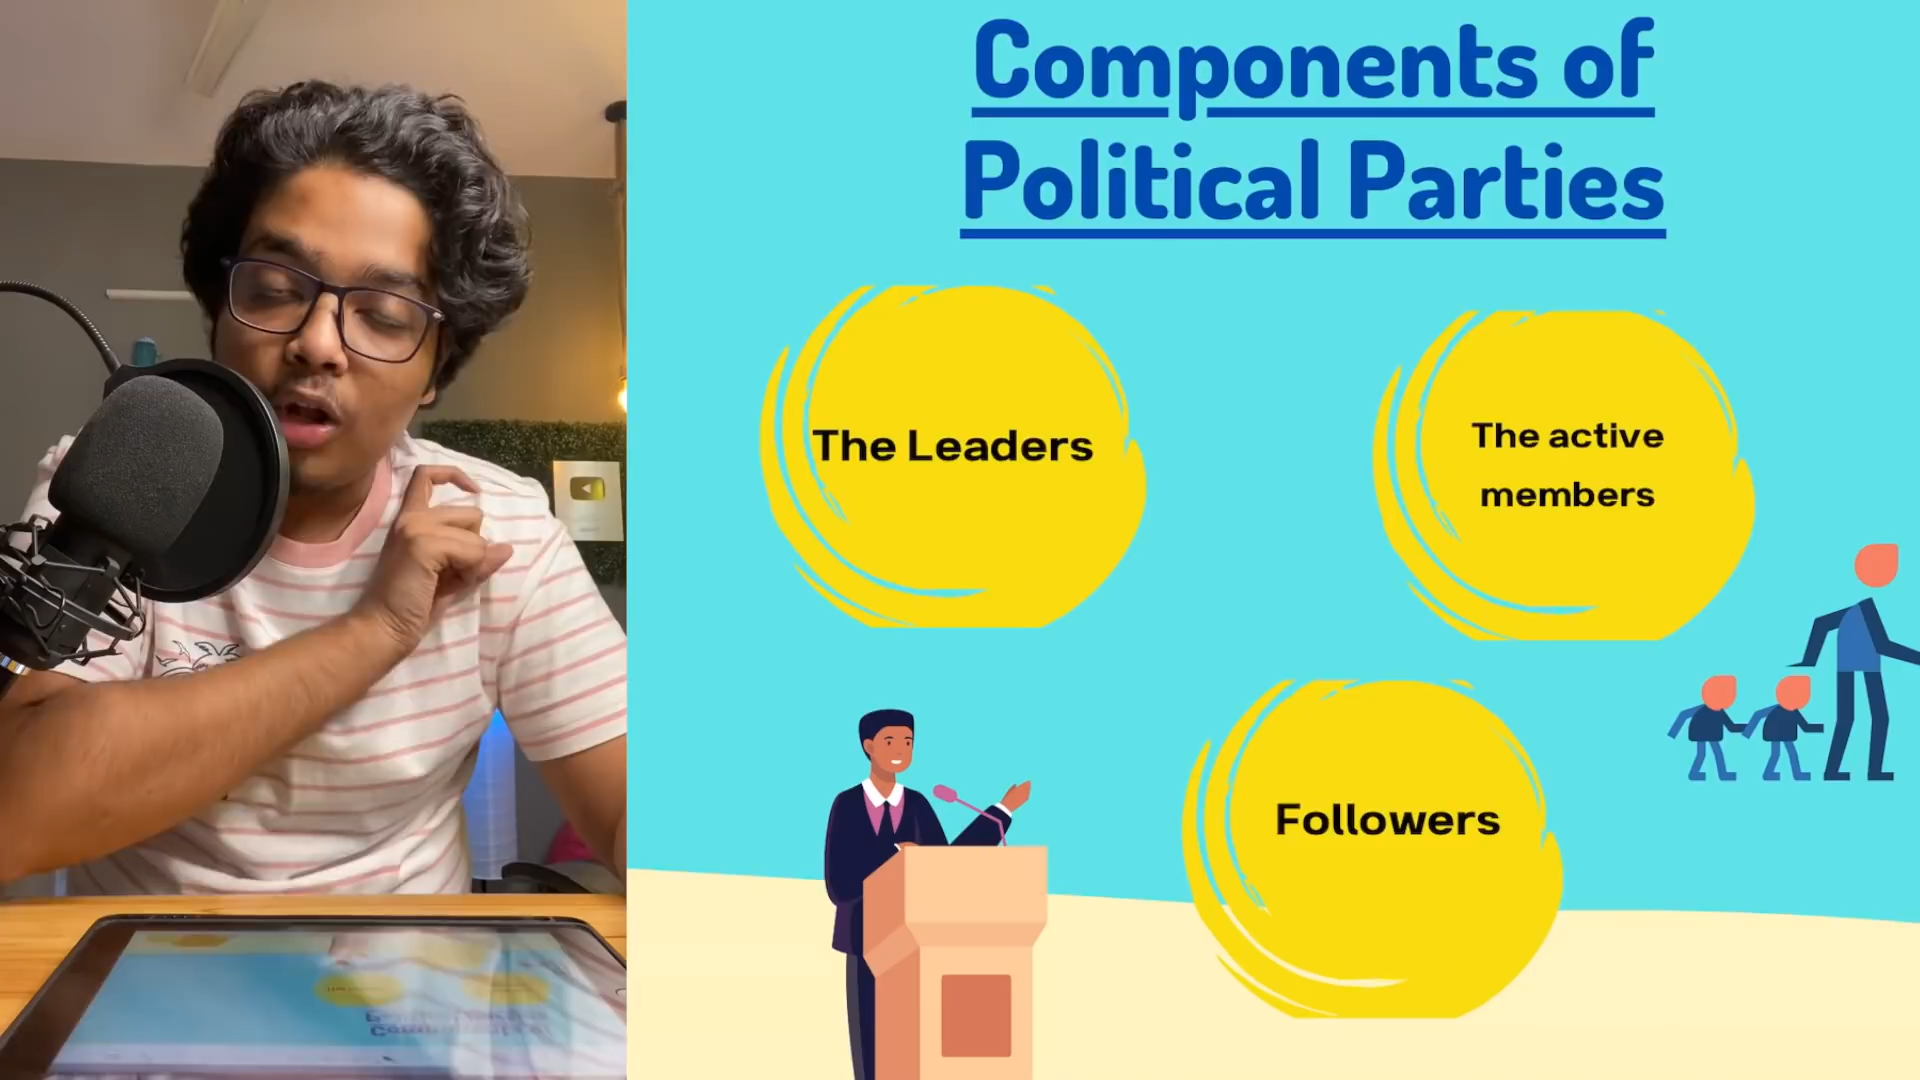 Components of
Political Parties
The Leaders
The active
members
Followers